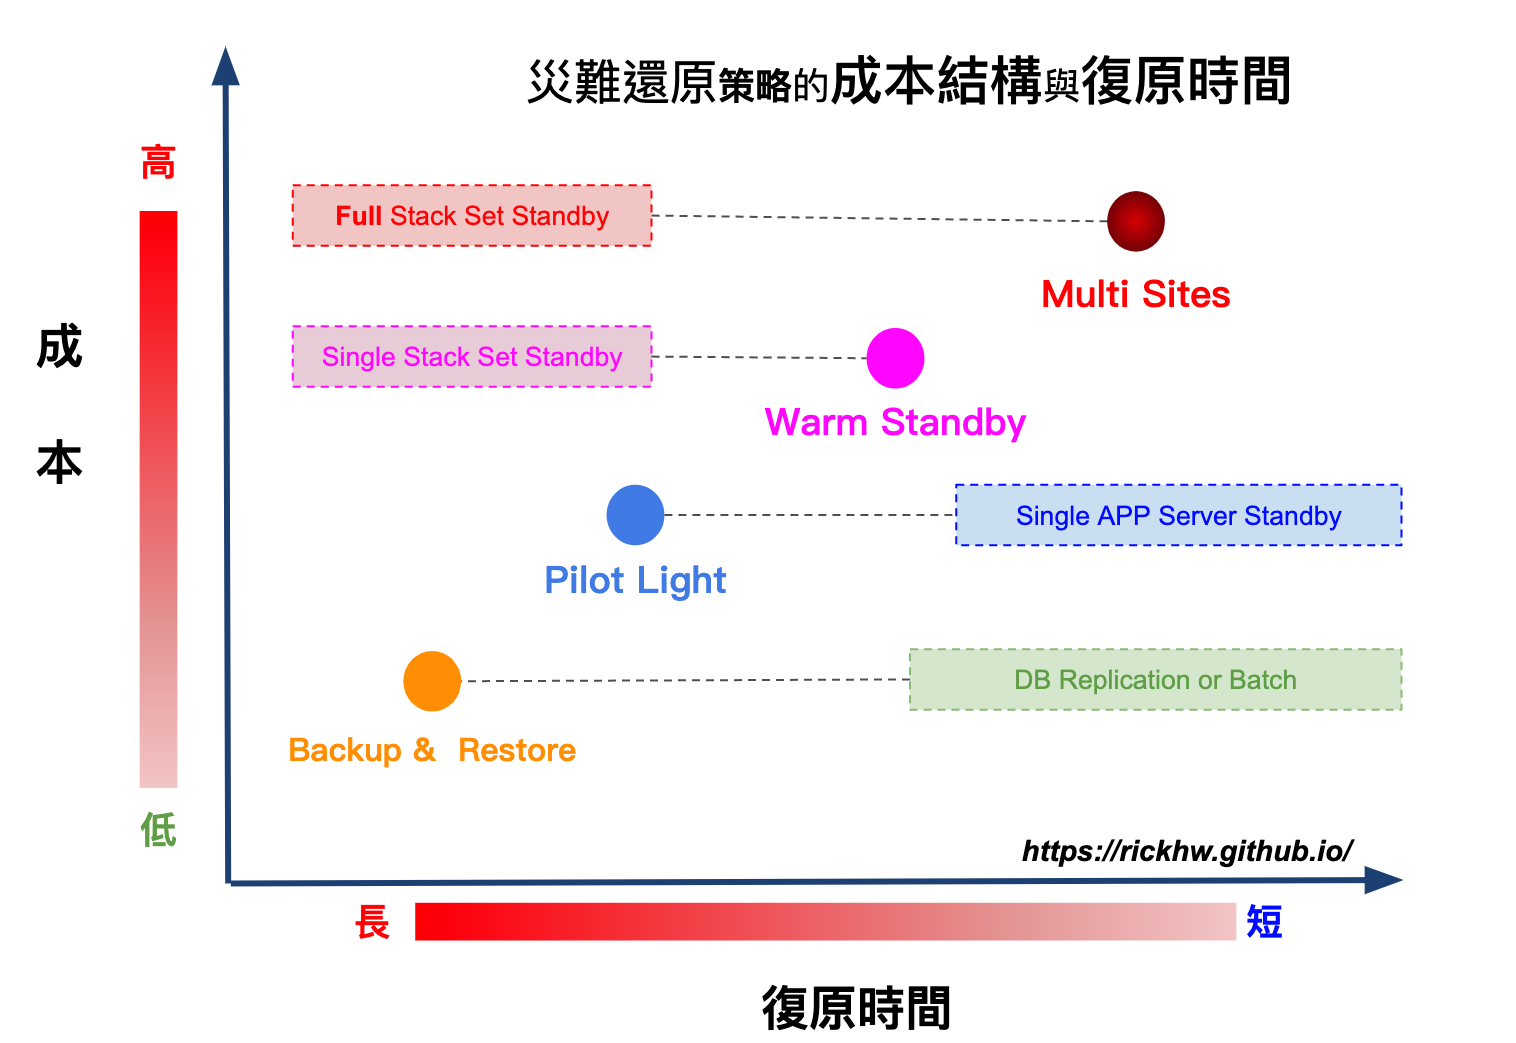 災難還原策略的成本結構與復原時間
高
Full Stack Set Standby
Multi Sites
成
本
Single Stack Set Standby
Warm Standby
Single APP Server Standby
Pilot Light
DB Replication or Batch
Backup & Restore
低
https://rickhw.github.io/
長
短
復原時間